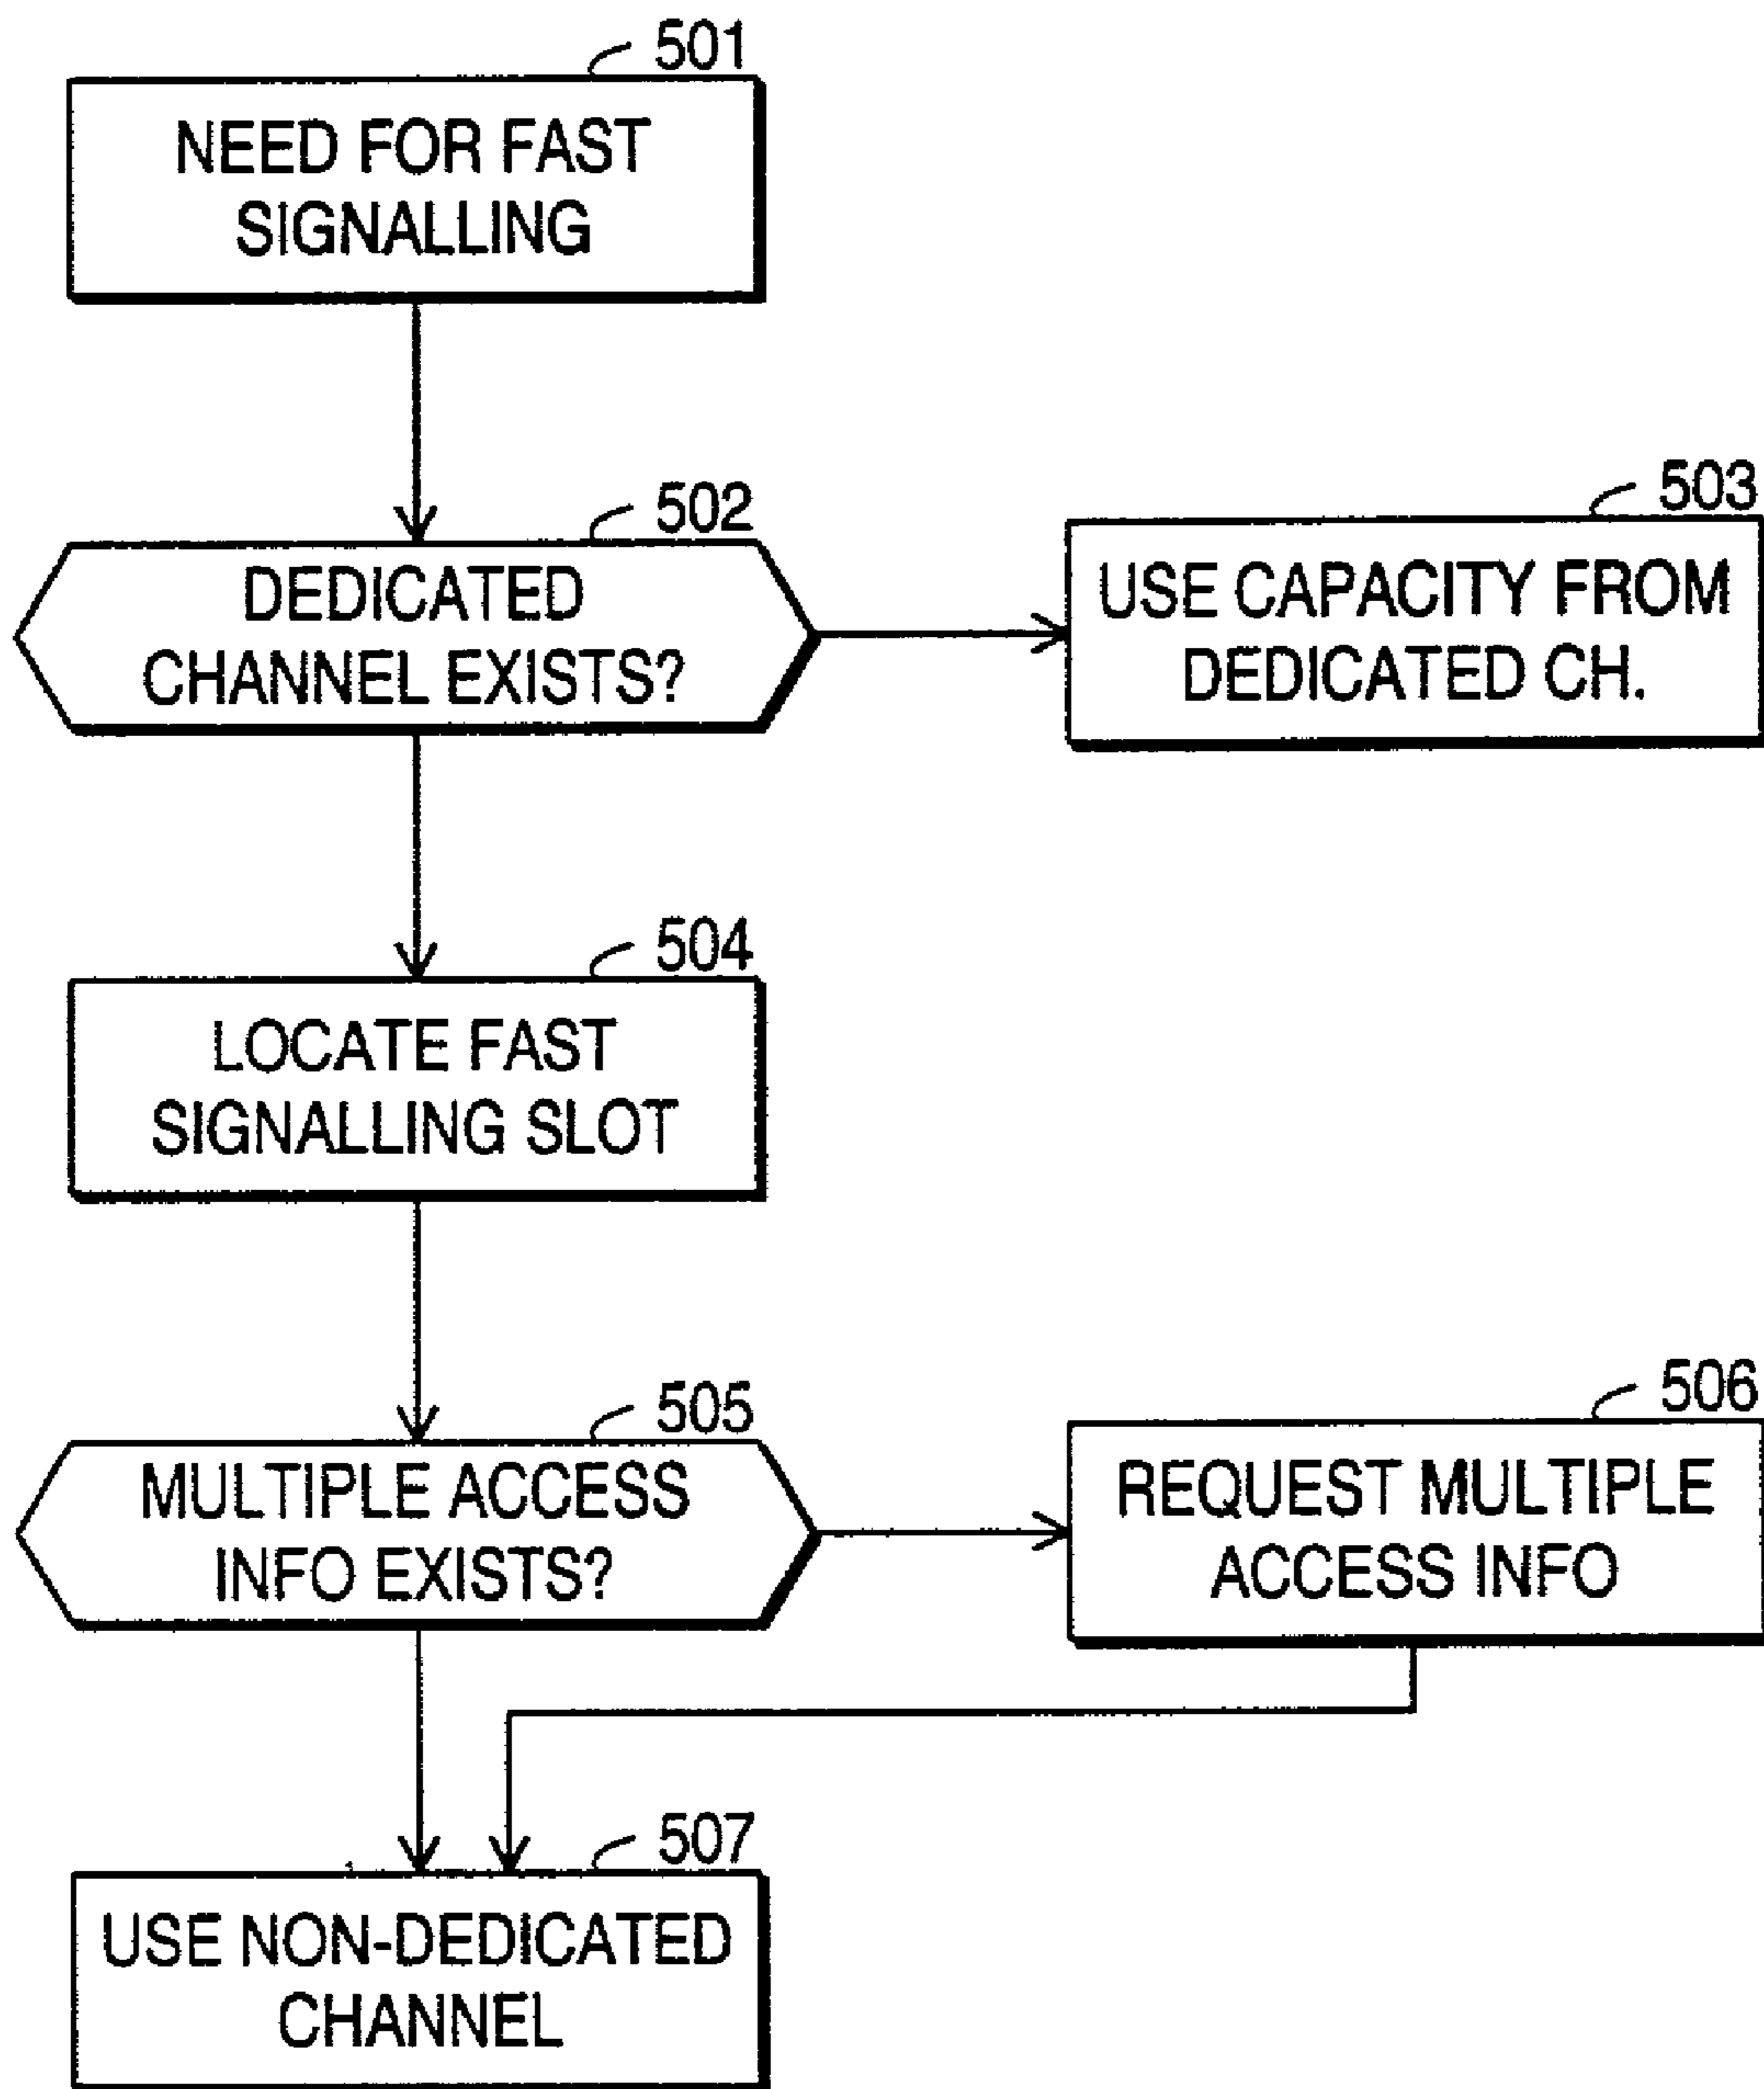 501
NEED FOR FAST
SIGNALLING
502
DEDICATED
CHANNEL EXISTS?
503
USE CAPACITY FROM
DEDICATED CH.
504
LOCATE FAST
SIGNALLING SLOT
505
MULTIPLE ACCESS
INFO EXISTS?
506
REQUEST MULTIPLE
ACCESS INFO
507
USE NON-DEDICATED
CHANNEL